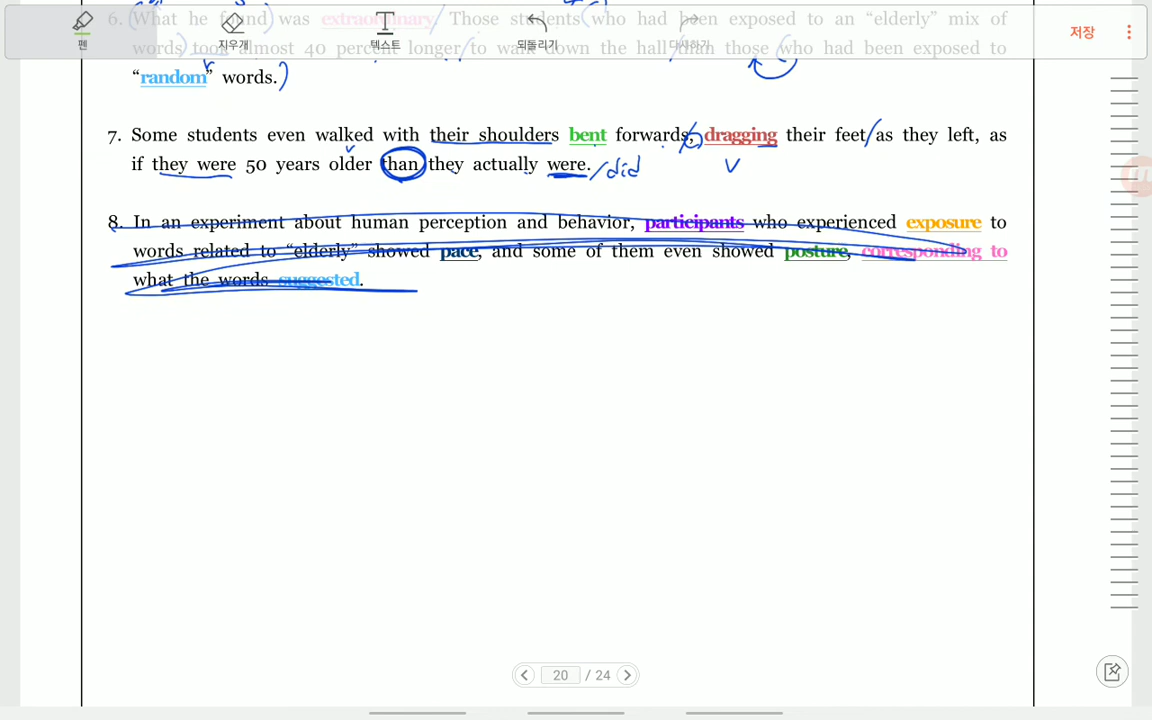 6. (What he found) was extraordinary/ Those students (who had been exposed to an “elderly” mix of
펜 지우개 텍스트 되돌리기 다시하기 저장
words) took almost 40 percent longer/to walk down the hall/than those (who had been exposed to
“random” words.)
7. Some students even walked with their shoulders bent forwards, dragging their feet/as they left, as
if they were 50 years older than they actually were. /did
8. In an experiment about human perception and behavior, participants who experienced exposure to
words related to “elderly” showed pace, and some of them even showed posture, corresponding to
what the words suggested.
20 / 24